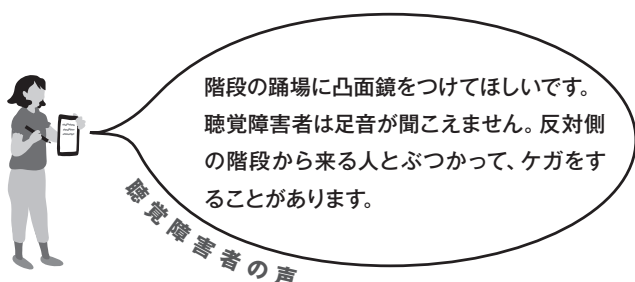 階段の踊場に凸面鏡をつけてほしいです。
聴覚障害者は足音が聞こえません。反対側
の階段から来る人とぶつかって、ケガをす
ることがあります。
聴覚障害者の声